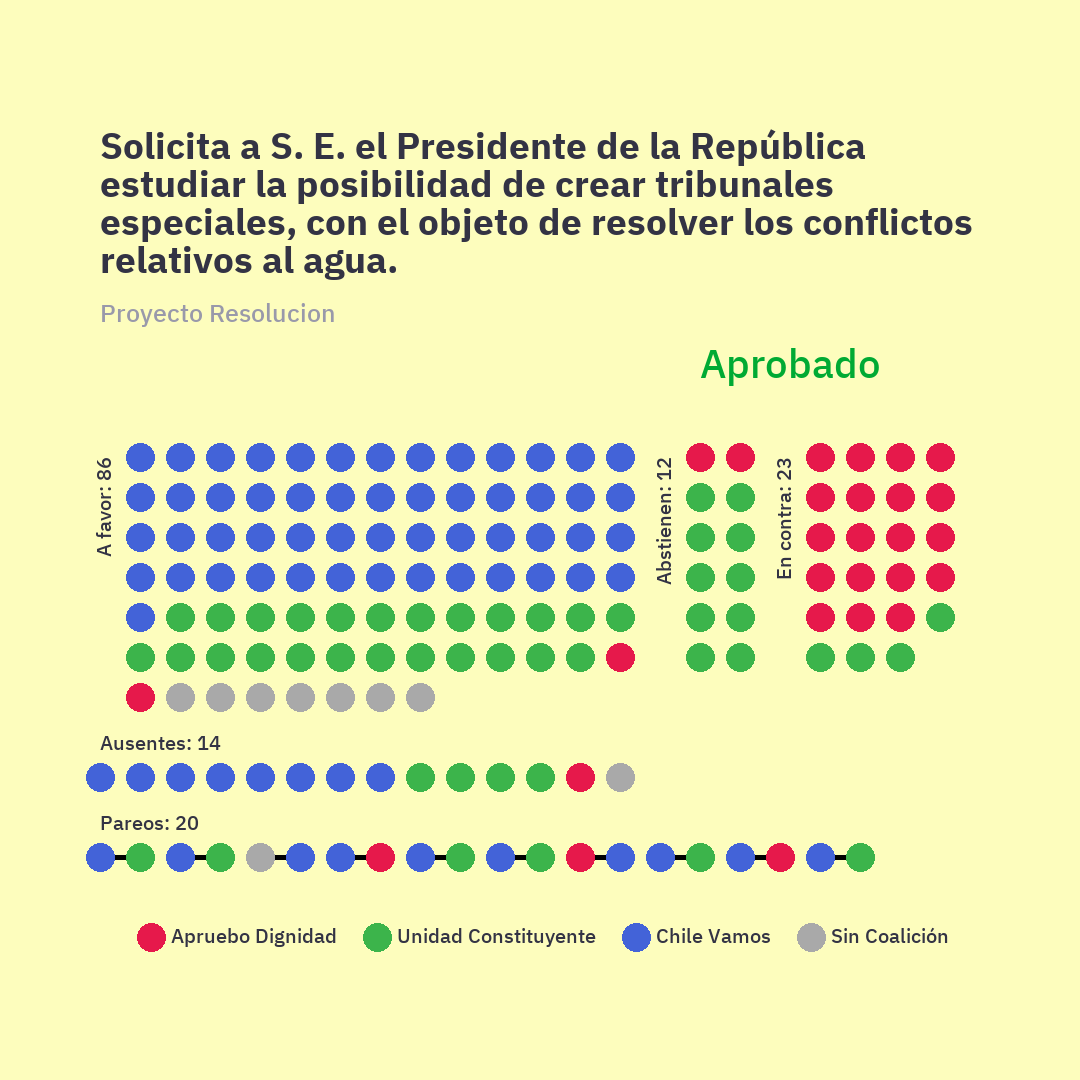 Solicita a S. E. el Presidente de la República
estudiar la posibilidad de crear tribunales
especiales, con el objeto de resolver los conflictos
relativos al agua.
Proyecto Resolucion
Aprobado
A favor: 86
Abstienen: 12
En contra: 23
Ausentes: 14
Pareos: 20
Apruebo Dignidad
Unidad Constituyente
Chile Vamos
Sin Coalición